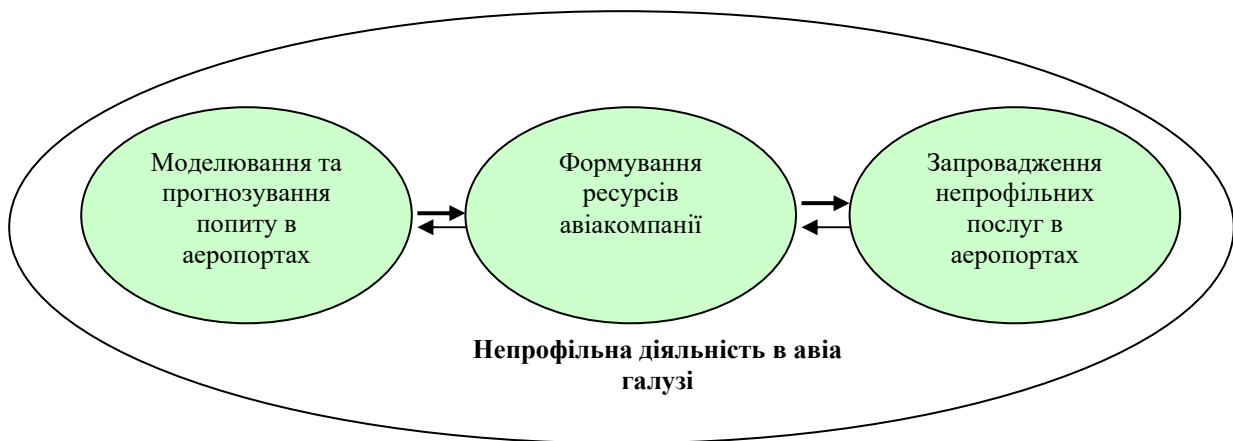 Моделювання та
прогнозування
попиту в
аеропортах
Формування
ресурсів
авіакомпанії
Запровадження
непрофільних
послуг в
аеропортах
Непрофільна діяльність в авіа
галузі